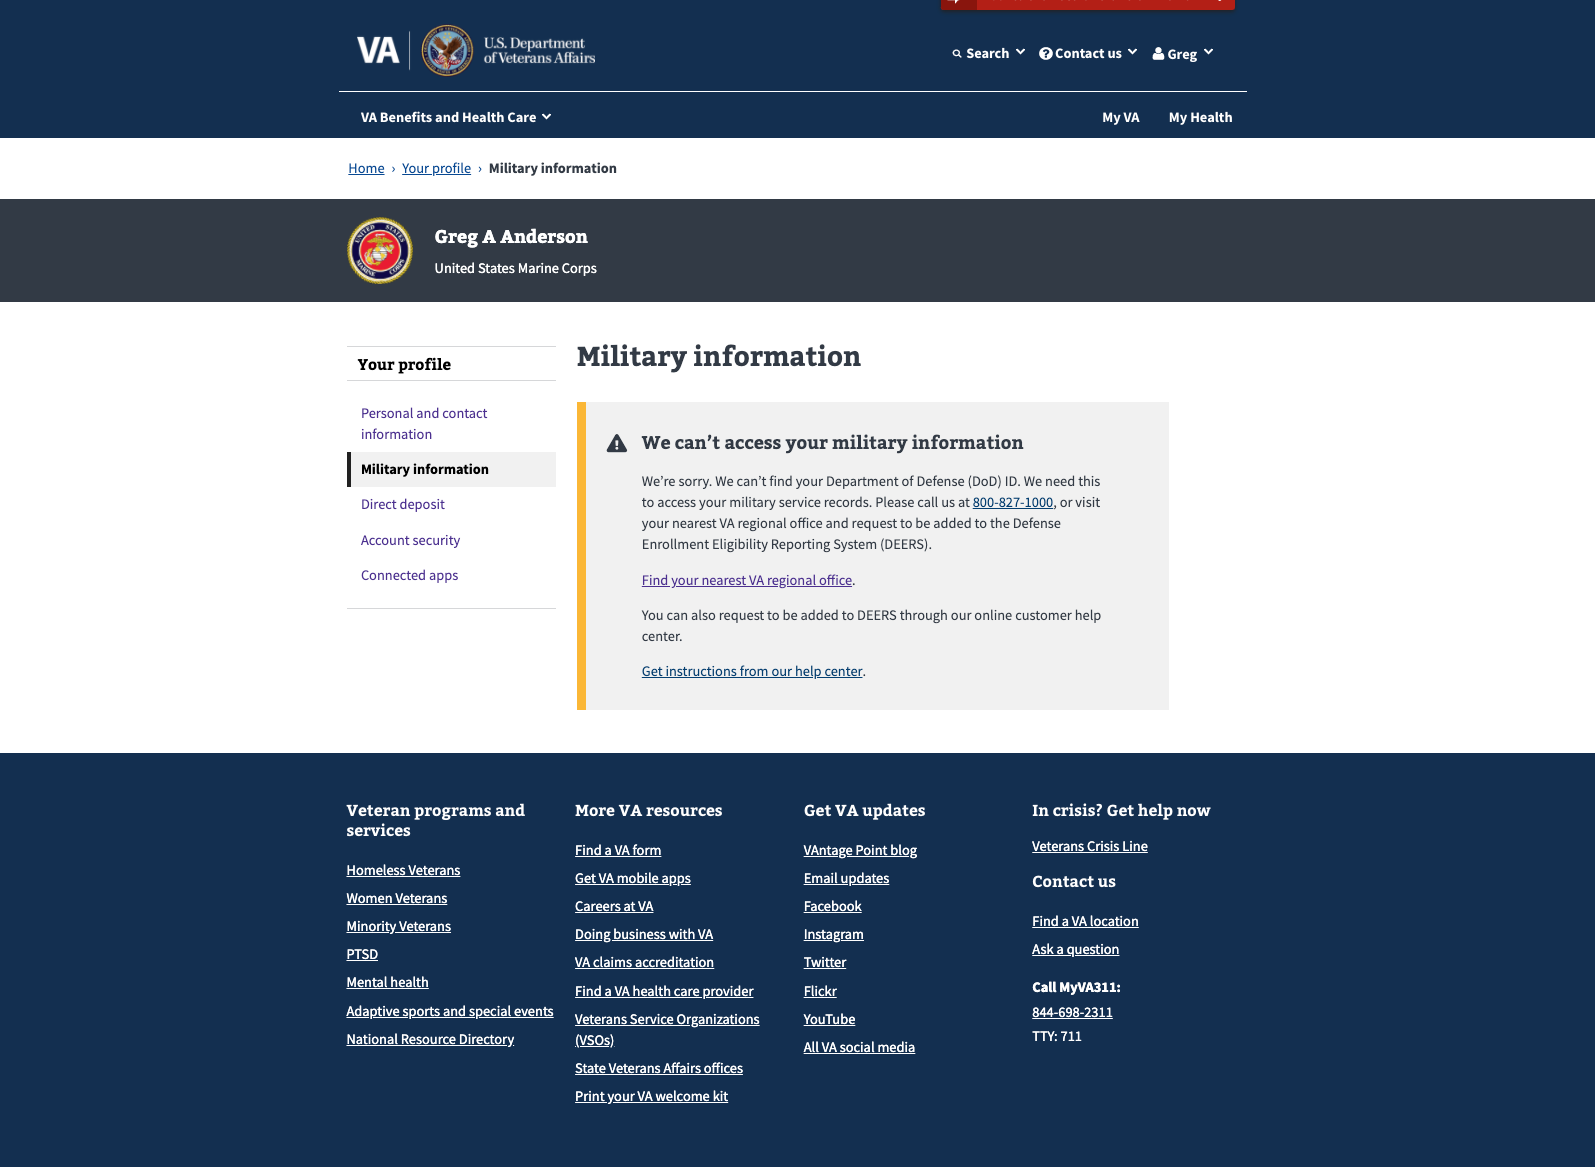 VA
U.S. Department
of Veterans Affairs
Search
Contact us
Greg
VA Benefits and Health Care
My VA
My Health
Home › Your profile › Military information
UNITED STATES
MARINE CORPS
Greg A Anderson
United States Marine Corps
Your profile
Personal and contact
information
Military information
Direct deposit
Account security
Connected apps
Military information
We can’t access your military information
We’re sorry. We can’t find your Department of Defense (DoD) ID. We need this
to access your military service records. Please call us at 800-827-1000, or visit
your nearest VA regional office and request to be added to the Defense
Enrollment Eligibility Reporting System (DEERS).
Find your nearest VA regional office.
You can also request to be added to DEERS through our online customer help
center.
Get instructions from our help center.
Veteran programs and
services
Homeless Veterans
Women Veterans
Minority Veterans
PTSD
Mental health
Adaptive sports and special events
National Resource Directory
More VA resources
Find a VA form
Get VA mobile apps
Careers at VA
Doing business with VA
VA claims accreditation
Find a VA health care provider
Veterans Service Organizations
(VSOs)
State Veterans Affairs offices
Print your VA welcome kit
Get VA updates
VAntage Point blog
Email updates
Facebook
Instagram
Twitter
Flickr
YouTube
All VA social media
In crisis? Get help now
Veterans Crisis Line
Contact us
Find a VA location
Ask a question
Call MyVA311:
844-698-2311
TTY: 711